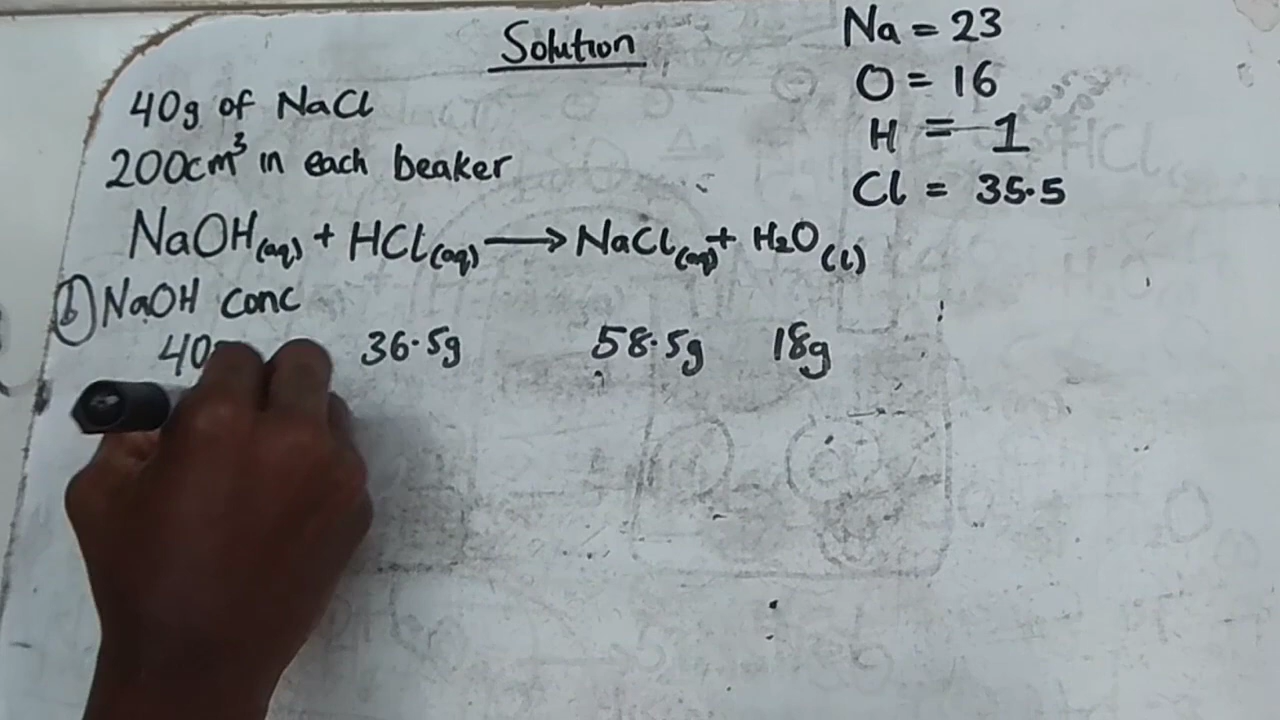 Solution
Na = 23
O = 16
H = 1
Cl = 35.5
40g of NaCl
200cm³ in each beaker
NaOH(aq) + HCl(aq) → NaCl(aq) + H₂O(l)
(b) NaOH conc
40 36.5g 58.5g 18g